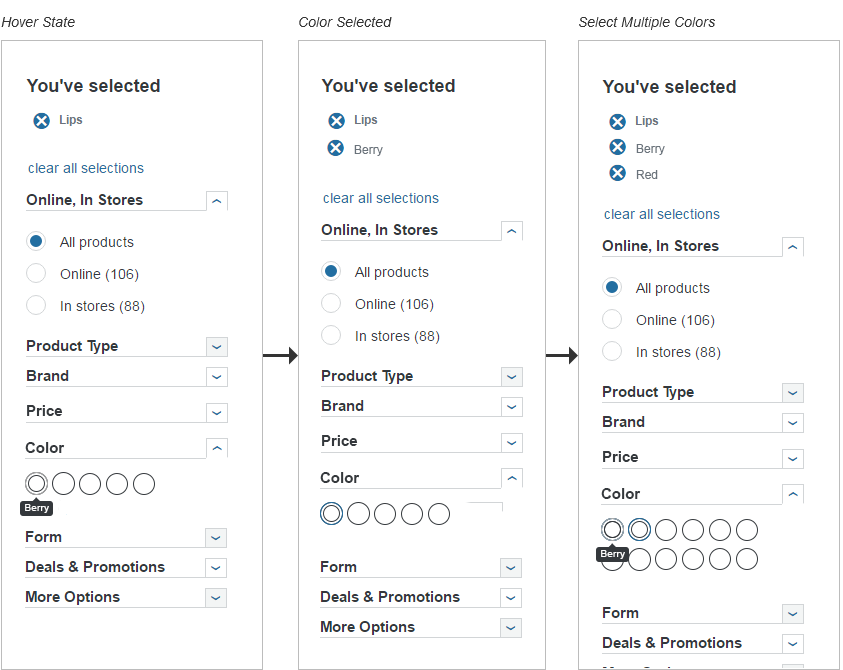 Hover State
You've selected
Lips
clear all selections
Online, In Stores
All products
Online (106)
In stores (88)
Product Type
Brand
Price
Color
Berry
Form
Deals & Promotions
More Options
Color Selected
You've selected
Lips
Berry
clear all selections
Online, In Stores
All products
Online (106)
In stores (88)
Product Type
Brand
Price
Color
Form
Deals & Promotions
More Options
Select Multiple Colors
You've selected
Lips
Berry
Red
clear all selections
Online, In Stores
All products
Online (106)
In stores (88)
Product Type
Brand
Price
Color
Berry
Form
Deals & Promotions